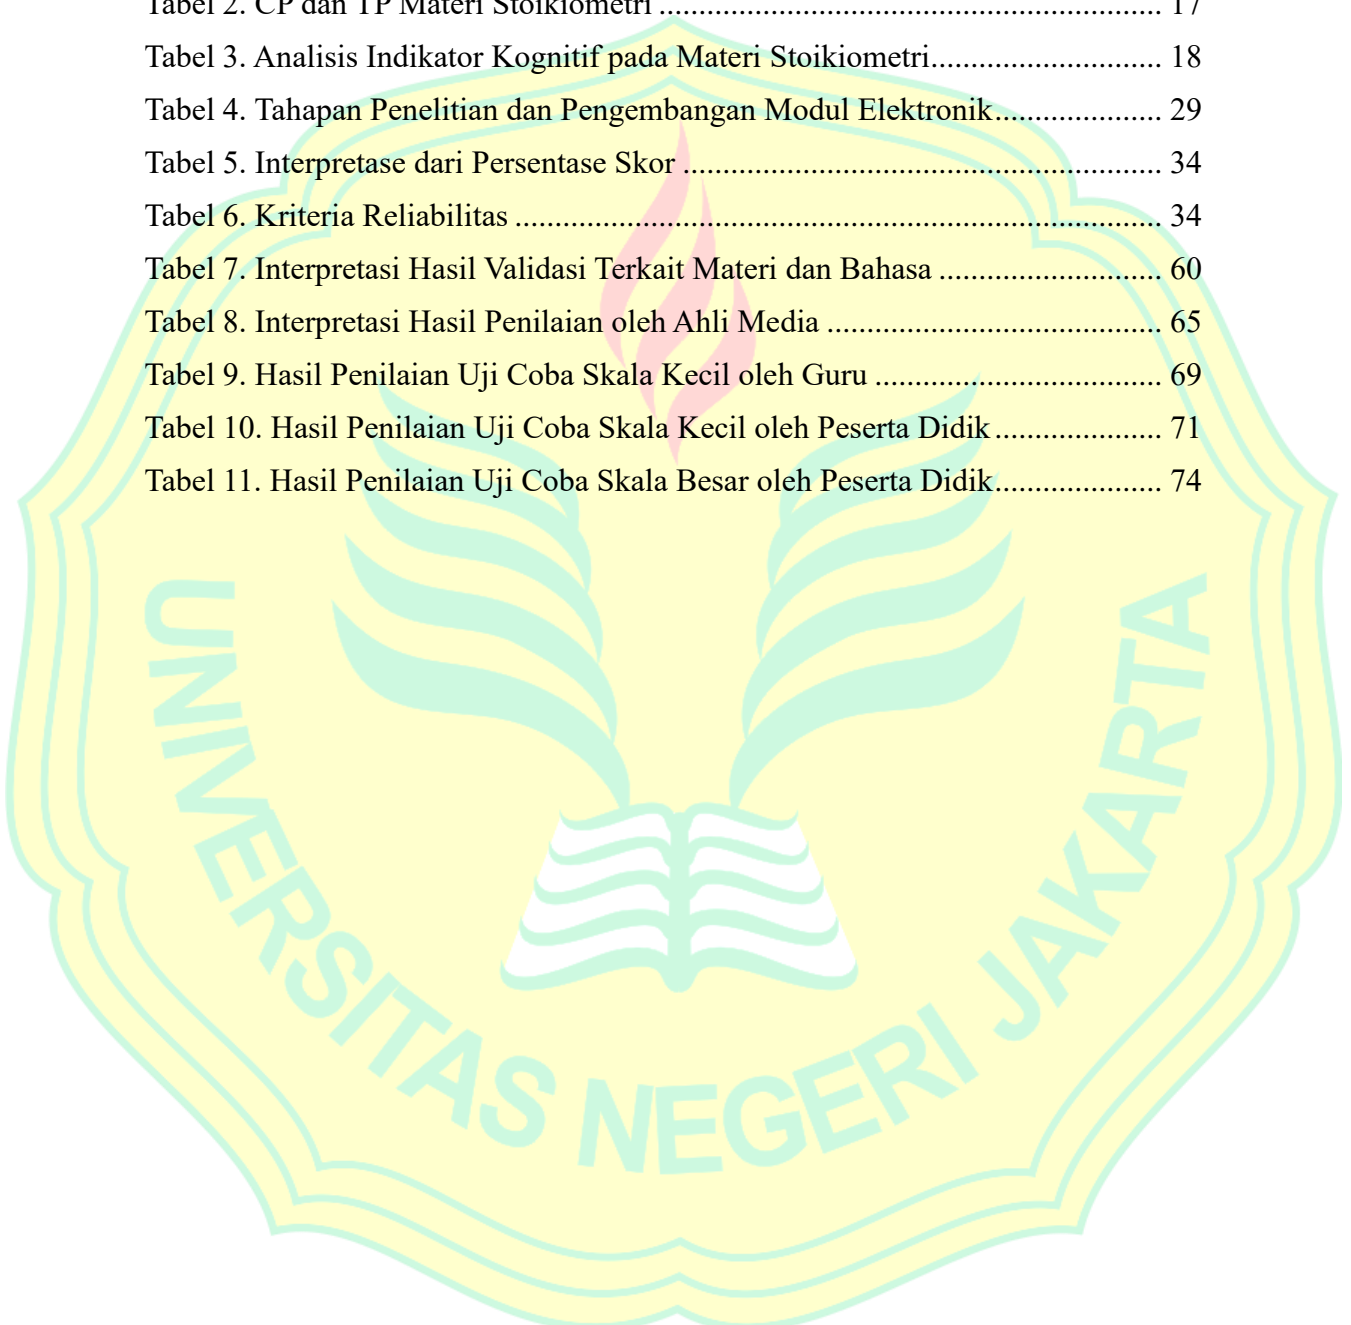 Tabel 2. CP dan TP Materi Stoikiometri ................................................................ 17
Tabel 3. Analisis Indikator Kognitif pada Materi Stoikiometri............................. 18
Tabel 4. Tahapan Penelitian dan Pengembangan Modul Elektronik..................... 29
Tabel 5. Interpretase dari Persentase Skor ............................................................. 34
Tabel 6. Kriteria Reliabilitas .................................................................................. 34
Tabel 7. Interpretasi Hasil Validasi Terkait Materi dan Bahasa ............................ 60
Tabel 8. Interpretasi Hasil Penilaian oleh Ahli Media .......................................... 65
Tabel 9. Hasil Penilaian Uji Coba Skala Kecil oleh Guru .................................... 69
Tabel 10. Hasil Penilaian Uji Coba Skala Kecil oleh Peserta Didik..................... 71
Tabel 11. Hasil Penilaian Uji Coba Skala Besar oleh Peserta Didik..................... 74
UNIVERSITAS NEGERI JAKARTA